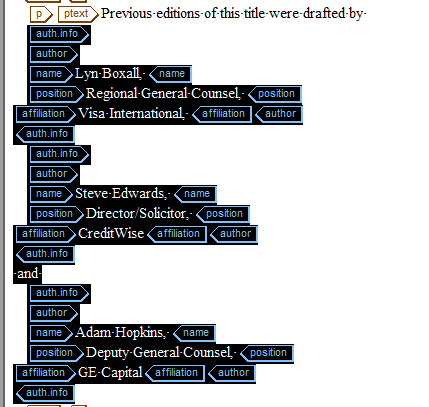 p ptext Previous editions of this title were drafted by
auth.info
author
name Lyn Boxall, name
position Regional General Counsel, position
affiliation Visa International, affiliation author
auth.info
auth.info
author
name Steve Edwards, name
position Director/Solicitor, position
affiliation CreditWise affiliation author
auth.info
and
auth.info
author
name Adam Hopkins, name
position Deputy General Counsel, position
affiliation GE Capital affiliation author
auth.info